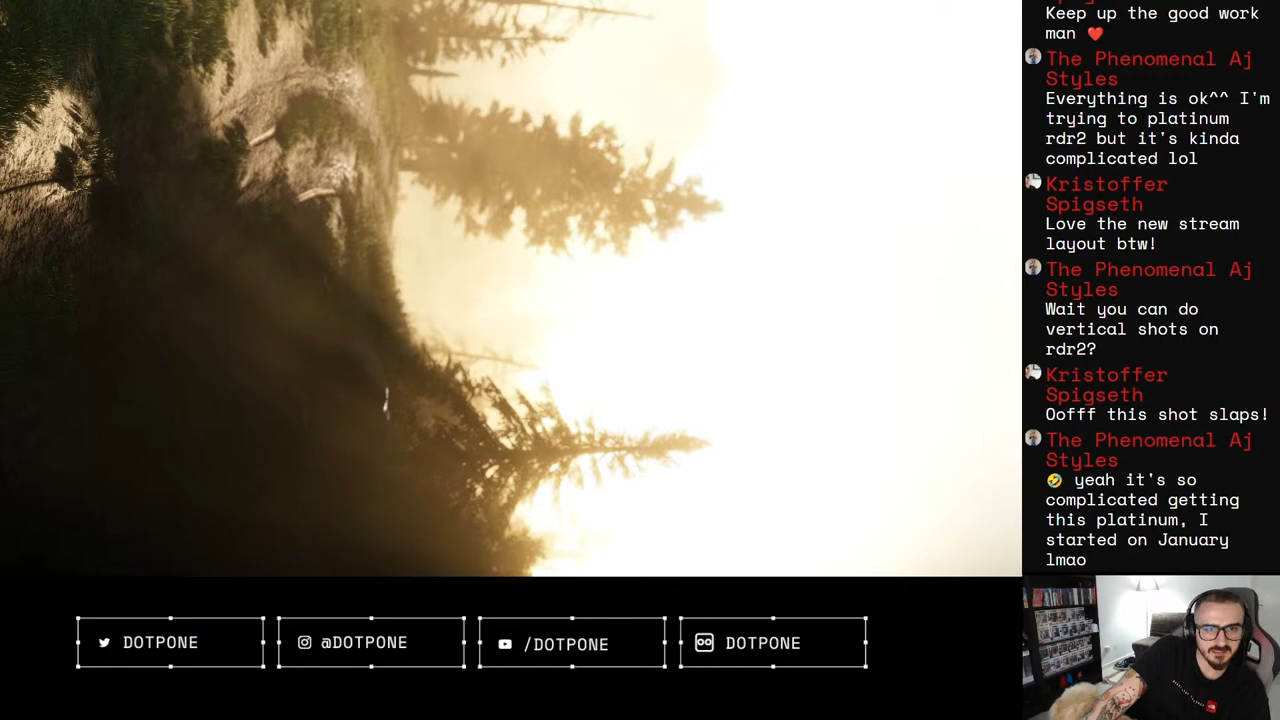 Keep up the good work
man ❤️
The Phenomenal Aj
Styles
Everything is ok^^ I'm
trying to platinum
rdr2 but it's kinda
complicated lol
Kristoffer
Spigseth
Love the new stream
layout btw!
The Phenomenal Aj
Styles
Wait you can do
vertical shots on
rdr2?
Kristoffer
Spigseth
Oofff this shot slaps!
The Phenomenal Aj
Styles
🤣 yeah it's so
complicated getting
this platinum, I
started on January
lmao
DOTPONE
@DOTPONE
/DOTPONE
DOTPONE